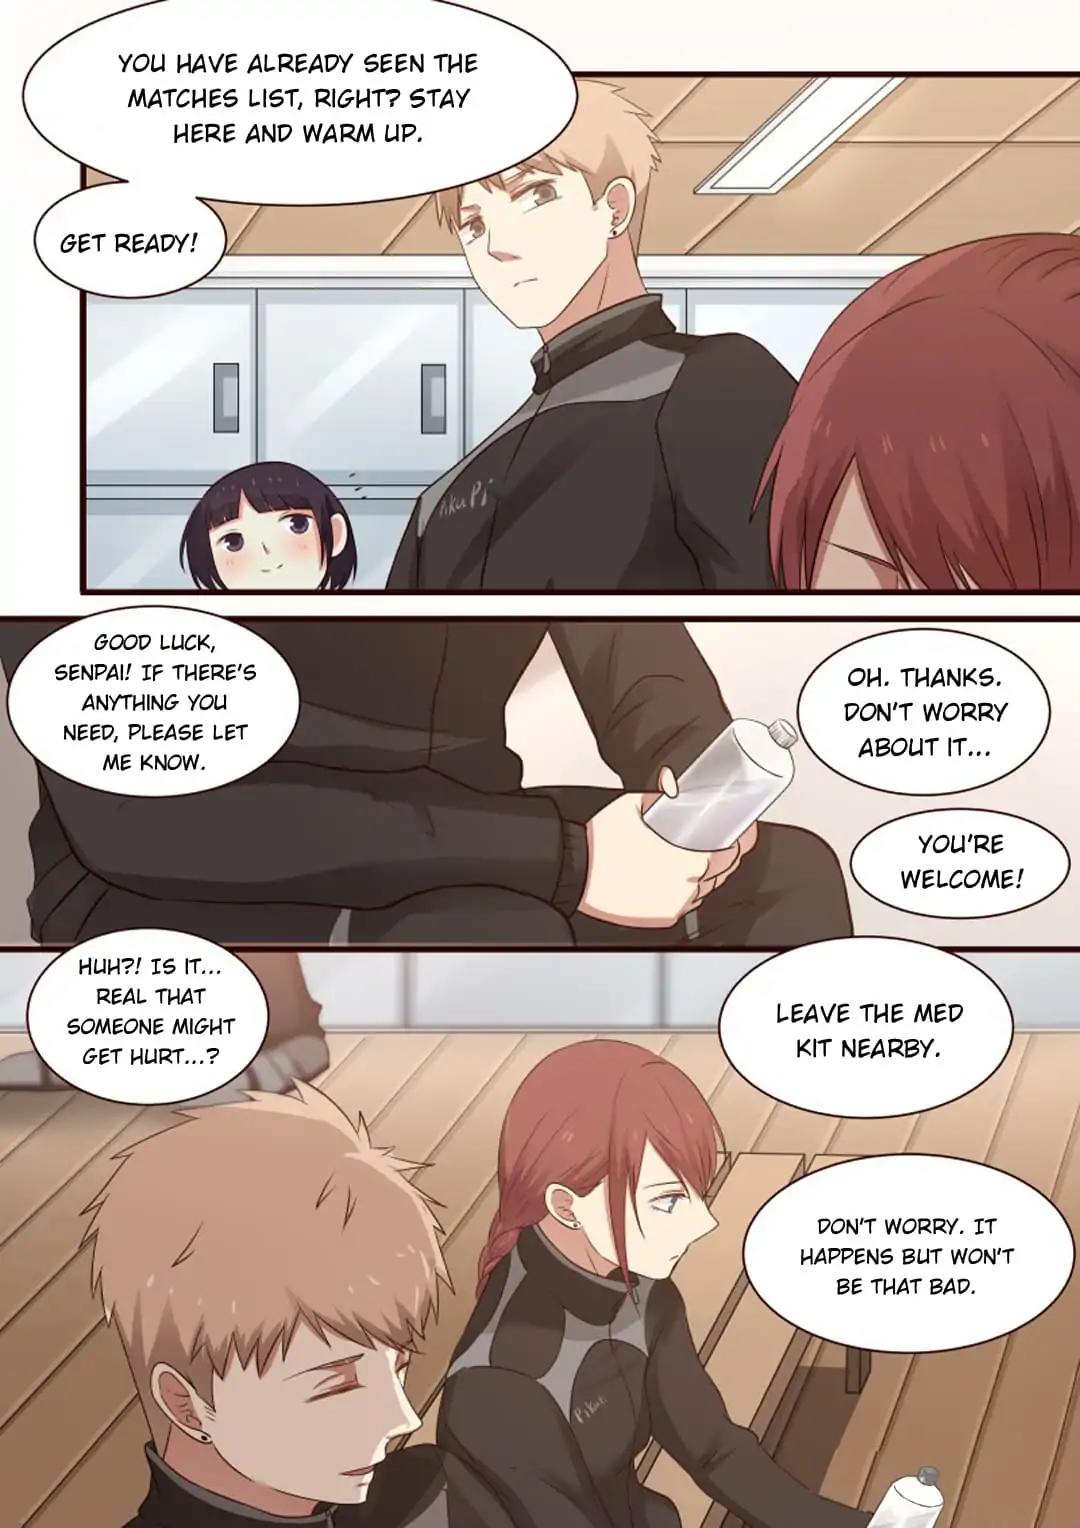 YOU HAVE ALREADY SEEN THE
MATCHES LIST, RIGHT? STAY
HERE AND WARM UP.
GET READY!
PikuPi
GOOD LUCK,
SENPAI! IF THERE'S
ANYTHING YOU
NEED, PLEASE LET
ME KNOW.
OH. THANKS.
DON'T WORRY
ABOUT IT...
YOU'RE
WELCOME!
HUH?! IS IT...
REAL THAT
SOMEONE MIGHT
GET HURT...?
LEAVE THE MED
KIT NEARBY.
DON'T WORRY. IT
HAPPENS BUT WON'T
BE THAT BAD.